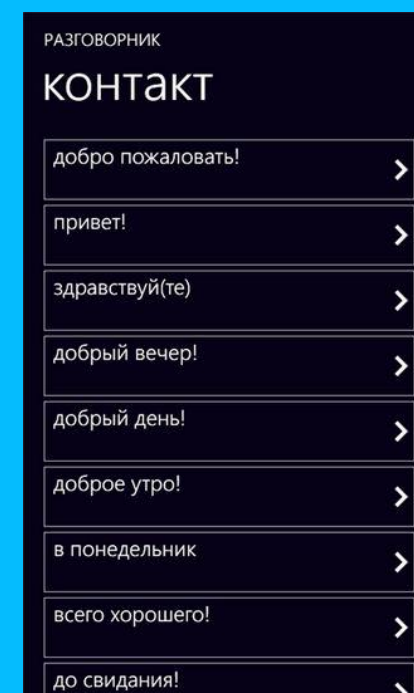 РАЗГОВОРНИК
контакт
добро пожаловать!
привет!
здравствуй(те)
добрый вечер!
добрый день!
доброе утро!
в понедельник
всего хорошего!
до свидания!